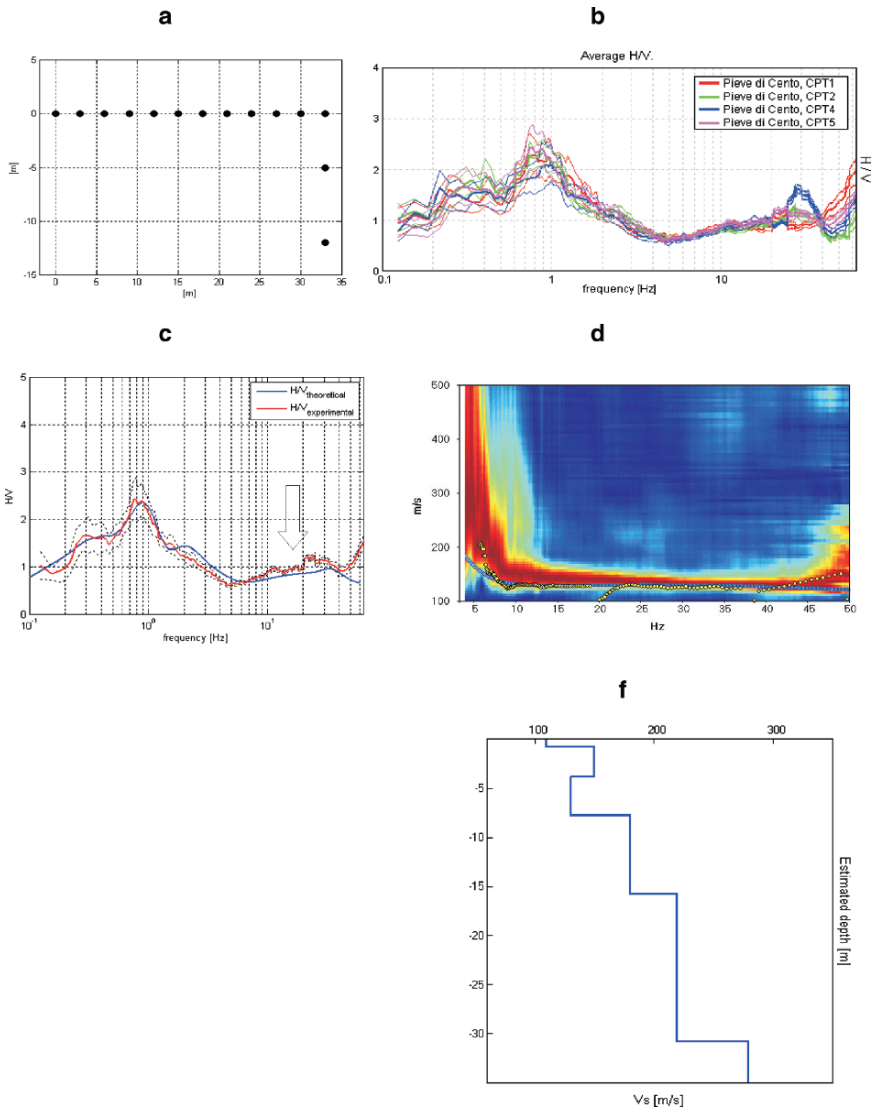 a
5
0
-5
-10
-15
[m]
0 5 10 15 20 25 30 35
[m]
b
Average H/V.
Pieve di Cento, CPT1
Pieve di Cento, CPT2
Pieve di Cento, CPT4
Pieve di Cento, CPT5
4
3
2
1
0
H/V
0.1 1 10
frequency [Hz]
c
H/Vtheoretical
H/Vexperimental
5
4
3
2
1
0
H/V
10-1 100 101
frequency [Hz]
d
500
400
300
200
150
100
m/s
5 10 15 20 25 30 35 40 45 50
Hz
f
100 200 300
-5
-10
-15
-20
-25
-30
Estimated depth [m]
Vs [m/s]